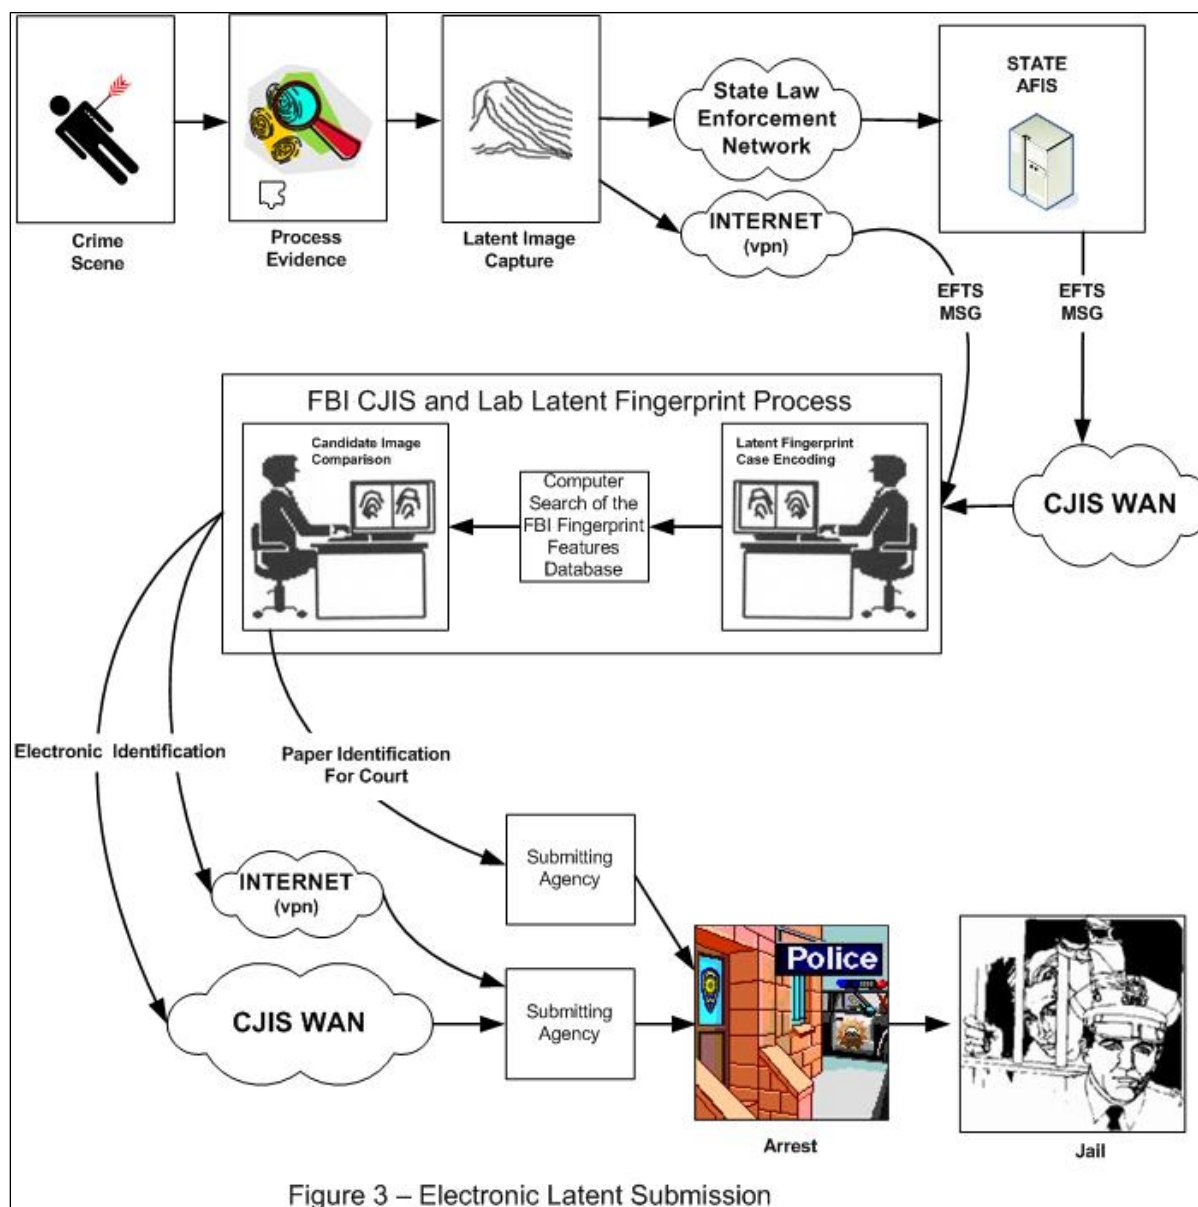 STATE
AFIS
State Law
Enforcement
Network
INTERNET
(vpn)
Crime
Scene
Process
Evidence
Latent Image
Capture
EFTS
MSG
EFTS
MSG
FBI CJIS and Lab Latent Fingerprint Process
Candidate Image
Comparison
Computer
Search of the
FBI Fingerprint
Features
Database
Latent Fingerprint
Case Encoding
CJIS WAN
Electronic Identification
Paper Identification
For Court
INTERNET
(vpn)
CJIS WAN
Submitting
Agency
Submitting
Agency
Police
Arrest
Jail
Figure 3 – Electronic Latent Submission